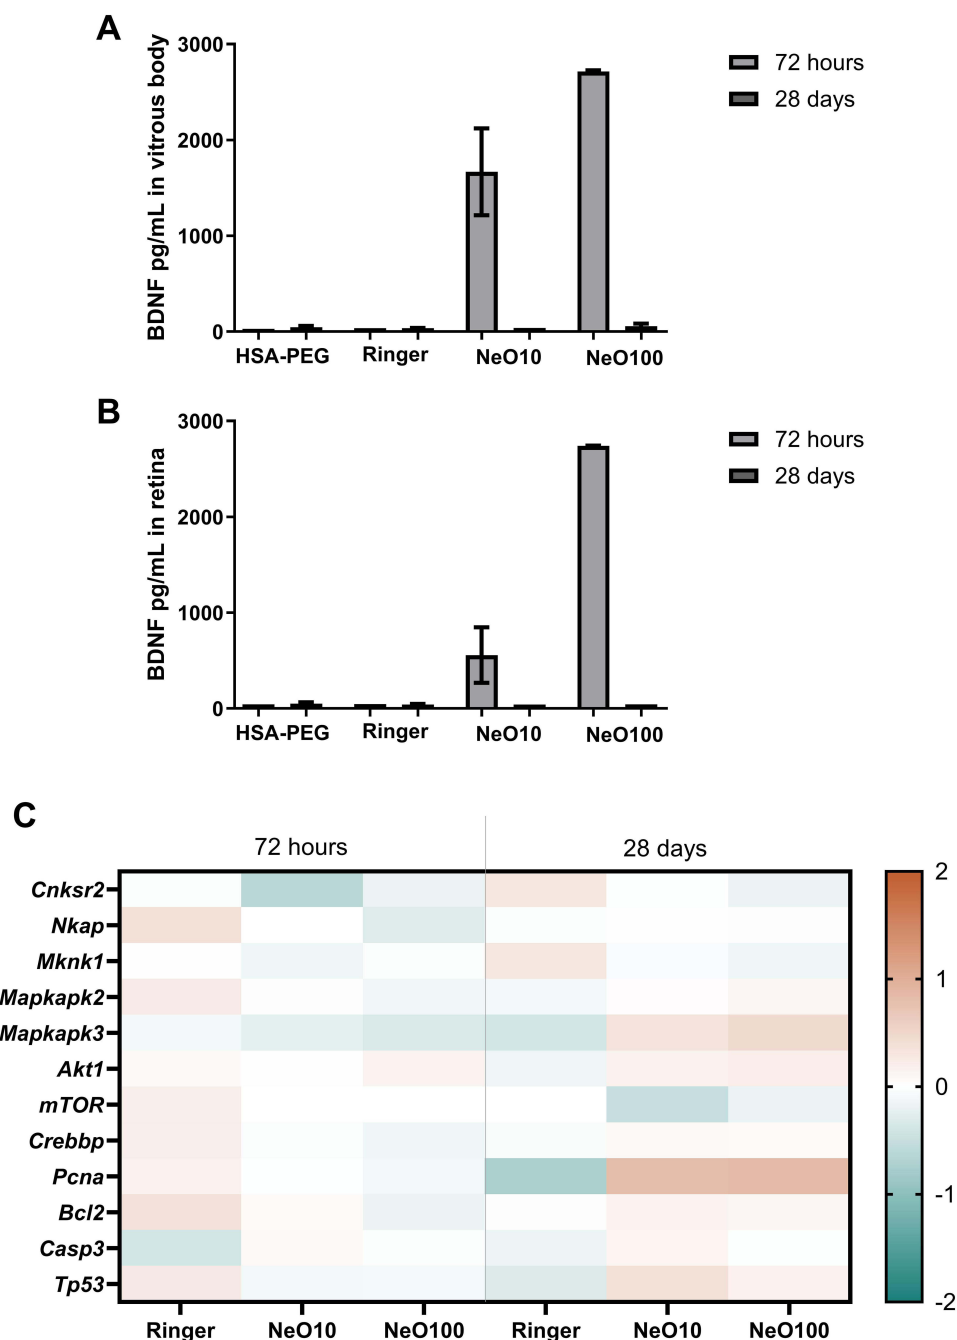 A
BDNF pg/mL in vitrous body
3000
2000
1000
0
HSA-PEG Ringer NeO10 NeO100
72 hours
28 days
B
BDNF pg/mL in retina
3000
2000
1000
0
HSA-PEG Ringer NeO10 NeO100
72 hours
28 days
C
72 hours 28 days
Cnksr2
Nkap
Mknk1
Mapkapk2
Mapkapk3
Akt1
mTOR
Crebbp
Pcna
Bcl2
Casp3
Tp53
Ringer NeO10 NeO100 Ringer NeO10 NeO100
2
1
0
-1
-2